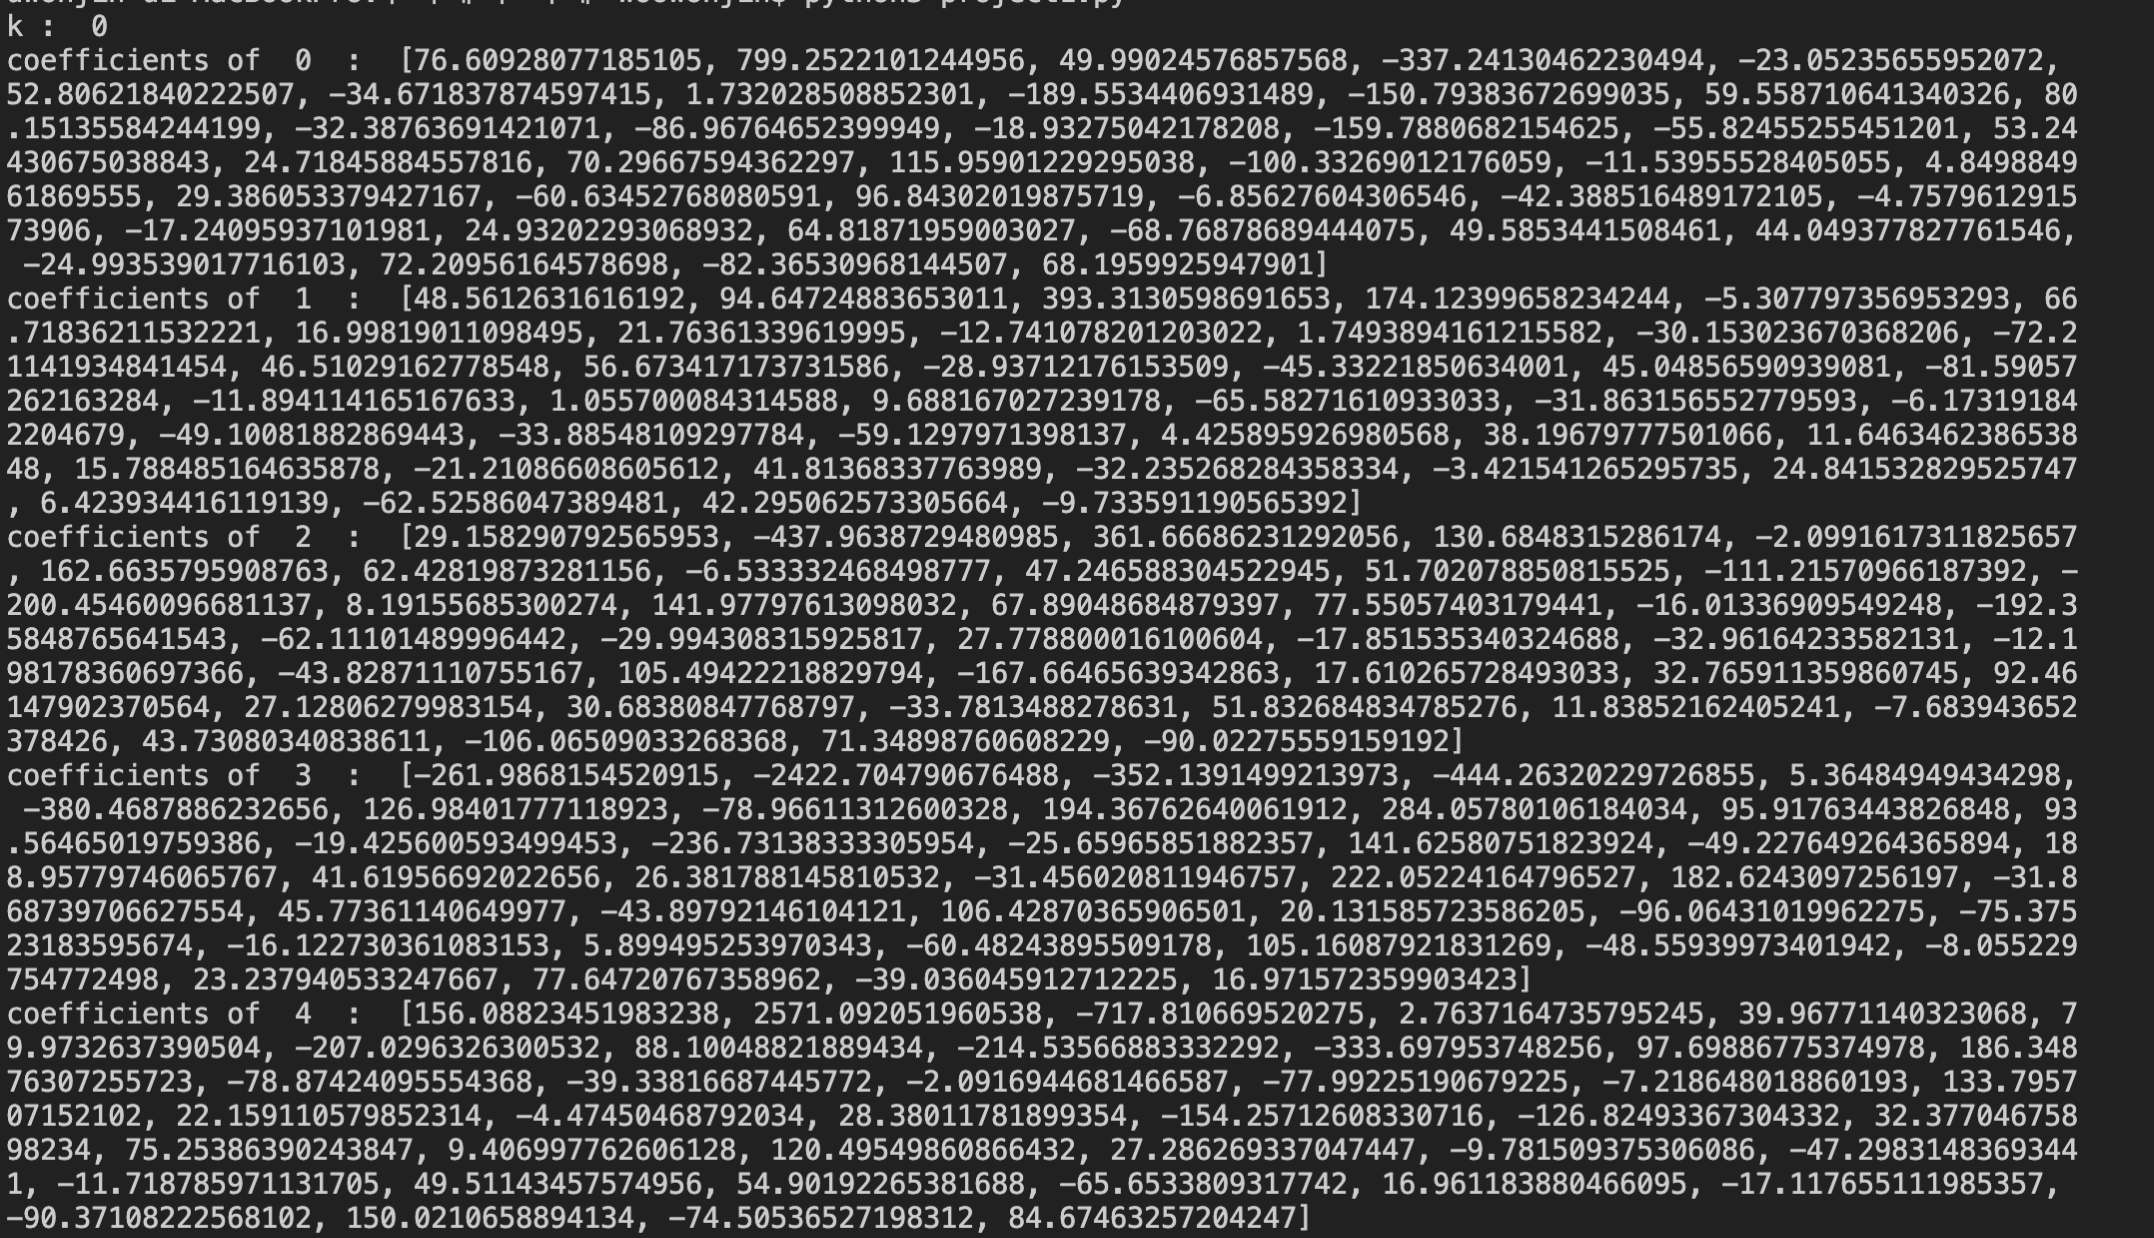 k :  0
coefficients of  0  :  [76.60928077185105, 799.2522101244956, 49.99024576857568, -337.24130462230494, -23.05235655952072,
52.80621840222507, -34.671837874597415, 1.732028508852301, -189.5534406931489, -150.79383672699035, 59.558710641340326, 80
.15135584244199, -32.38763691421071, -86.96764652399949, -18.93275042178208, -159.7880682154625, -55.82455255451201, 53.24
430675038843, 24.71845884557816, 70.29667594362297, 115.95901229295038, -100.33269012176059, -11.53955528405055, 4.8498849
61869555, 29.386053379427167, -60.63452768080591, 96.84302019875719, -6.85627604306546, -42.388516489172105, -4.7579612915
73906, -17.24095937101981, 24.93202293068932, 64.81871959003027, -68.76878689444075, 49.5853441508461, 44.049377827761546,
 -24.993539017716103, 72.20956164578698, -82.36530968144507, 68.1959925947901]
coefficients of  1  :  [48.5612631616192, 94.64724883653011, 393.3130598691653, 174.12399658234244, -5.307797356953293, 66
.71836211532221, 16.99819011098495, 21.76361339619995, -12.741078201203022, 1.7493894161215582, -30.153023670368206, -72.2
1141934841454, 46.51029162778548, 56.673417173731586, -28.93712176153509, -45.33221850634001, 45.04856590939081, -81.59057
262163284, -11.894114165167633, 1.055700084314588, 9.688167027239178, -65.58271610933033, -31.863156552779593, -6.17319184
2204679, -49.10081882869443, -33.88548109297784, -59.1297971398137, 4.425895926980568, 38.19679777501066, 11.6463462386538
48, 15.788485164635878, -21.21086608605612, 41.81368337763989, -32.235268284358334, -3.421541265295735, 24.841532829525747
, 6.423934416119139, -62.52586047389481, 42.295062573305664, -9.733591190565392]
coefficients of  2  :  [29.158290792565953, -437.9638729480985, 361.66686231292056, 130.6848315286174, -2.0991617311825657
, 162.6635795908763, 62.42819873281156, -6.533332468498777, 47.246588304522945, 51.702078850815525, -111.21570966187392, -
200.45460096681137, 8.19155685300274, 141.97797613098032, 67.89048684879397, 77.55057403179441, -16.01336909549248, -192.3
5848765641543, -62.11101489996442, -29.994308315925817, 27.778800016100604, -17.851535340324688, -32.96164233582131, -12.1
98178360697366, -43.82871110755167, 105.49422218829794, -167.66465639342863, 17.610265728493033, 32.765911359860745, 92.46
147902370564, 27.12806279983154, 30.68380847768797, -33.7813488278631, 51.832684834785276, 11.83852162405241, -7.683943652
378426, 43.73080340838611, -106.06509033268368, 71.34898760608229, -90.02275559159192]
coefficients of  3  :  [-261.9868154520915, -2422.704790676488, -352.1391499213973, -444.26320229726855, 5.36484949434298,
 -380.4687886232656, 126.98401777118923, -78.96611312600328, 194.36762640061912, 284.05780106184034, 95.91763443826848, 93
.56465019759386, -19.425600593499453, -236.73138333305954, -25.65965851882357, 141.62580751823924, -49.227649264365894, 18
8.95779746065767, 41.61956692022656, 26.381788145810532, -31.456020811946757, 222.05224164796527, 182.6243097256197, -31.8
68739706627554, 45.77361140649977, -43.89792146104121, 106.42870365906501, 20.131585723586205, -96.06431019962275, -75.375
23183595674, -16.122730361083153, 5.899495253970343, -60.48243895509178, 105.16087921831269, -48.55939973401942, -8.055229
754772498, 23.237940533247667, 77.64720767358962, -39.036045912712225, 16.971572359903423]
coefficients of  4  :  [156.08823451983238, 2571.092051960538, -717.810669520275, 2.7637164735795245, 39.96771140323068, 7
9.9732637390504, -207.0296326300532, 88.10048821889434, -214.53566883332292, -333.697953748256, 97.69886775374978, 186.348
76307255723, -78.87424095554368, -39.33816687445772, -2.0916944681466587, -77.99225190679225, -7.218648018860193, 133.7957
07152102, 22.159110579852314, -4.47450468792034, 28.38011781899354, -154.25712608330716, -126.82493367304332, 32.377046758
98234, 75.25386390243847, 9.406997762606128, 120.49549860866432, 27.286269337047447, -9.781509375306086, -47.2983148369344
1, -11.718785971131705, 49.51143457574956, 54.90192265381688, -65.6533809317742, 16.961183880466095, -17.117655111985357,
-90.37108222568102, 150.0210658894134, -74.50536527198312, 84.67463257204247]